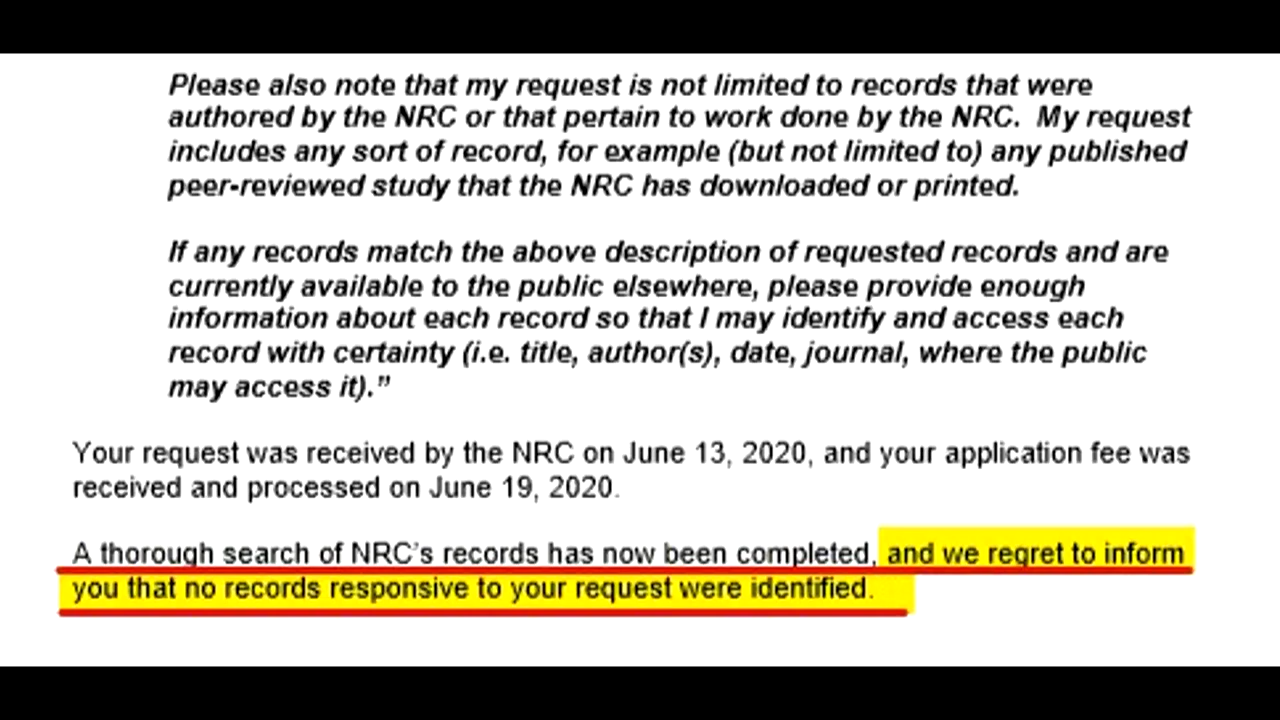 Please also note that my request is not limited to records that were
authored by the NRC or that pertain to work done by the NRC.  My request
includes any sort of record, for example (but not limited to) any published
peer-reviewed study that the NRC has downloaded or printed.
If any records match the above description of requested records and are
currently available to the public elsewhere, please provide enough
information about each record so that I may identify and access each
record with certainty (i.e. title, author(s), date, journal, where the public
may access it).”
Your request was received by the NRC on June 13, 2020, and your application fee was
received and processed on June 19, 2020.
A thorough search of NRC’s records has now been completed, and we regret to inform
you that no records responsive to your request were identified.